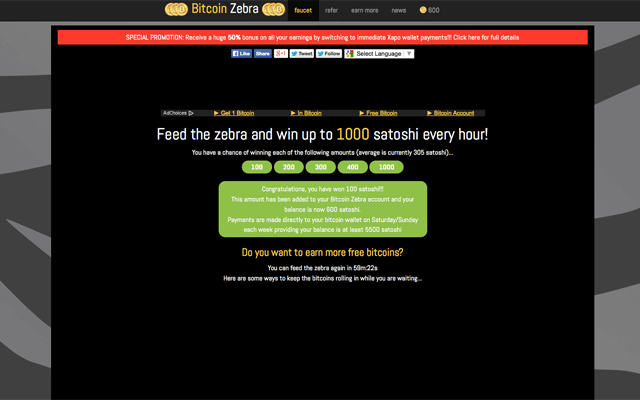 Bitcoin Zebra
faucet refer earn more news 600
SPECIAL PROMOTION: Receive a huge 50% bonus on all your earnings by switching to immediate Xapo wallet payments!!! Click here for full details
Like Share g+1 Tweet Follow Select Language ▼
AdChoices ▶ Get 1 Bitcoin ▶ In Bitcoin ▶ Free Bitcoin ▶ Bitcoin Account
Feed the zebra and win up to 1000 satoshi every hour!
You have a chance of winning each of the following amounts (average is currently 305 satoshi)...
100 200 300 400 1000
Congratulations, you have won 100 satoshi!!!
This amount has been added to your Bitcoin Zebra account and your
balance is now 600 satoshi.
Payments are made directly to your bitcoin wallet on Saturday/Sunday
each week providing your balance is at least 5500 satoshi
Do you want to earn more free bitcoins?
You can feed the zebra again in 59m:22s
Here are some ways to keep the bitcoins rolling in while you are waiting...